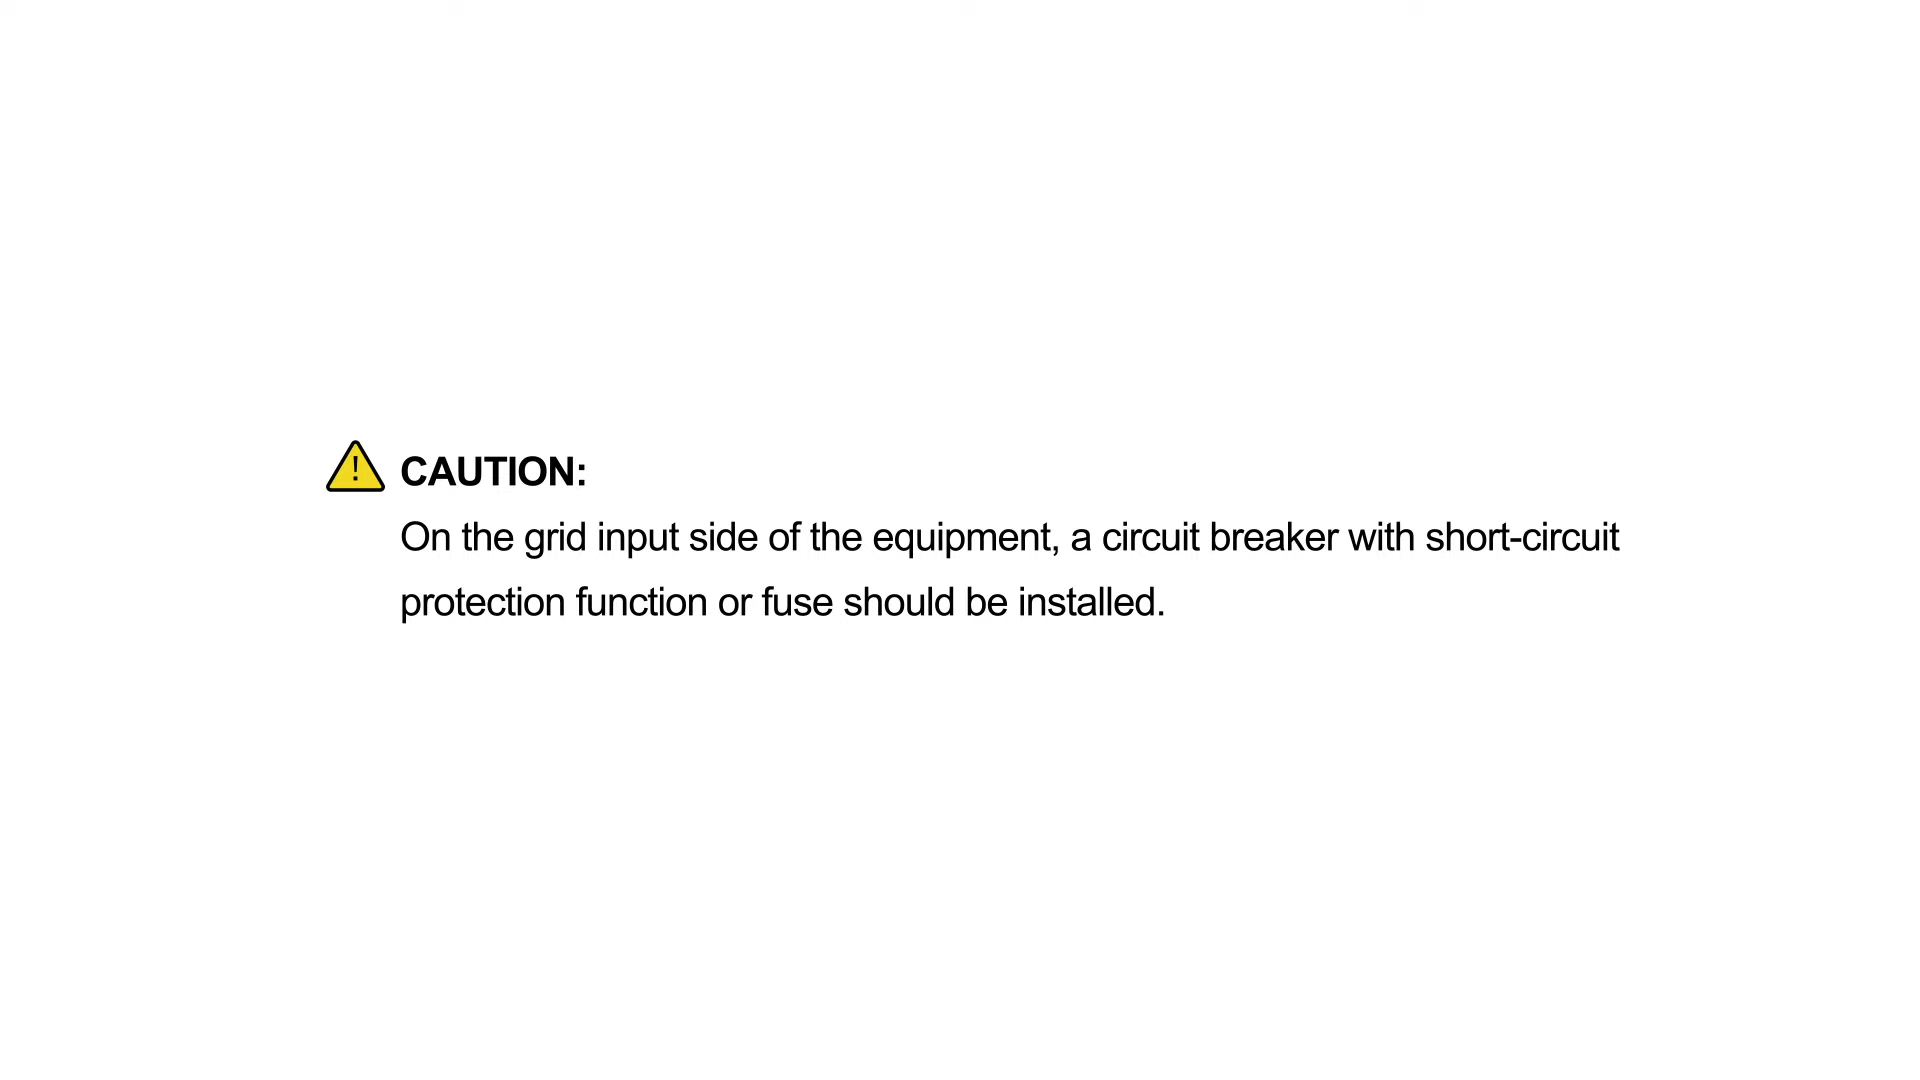 CAUTION:
On the grid input side of the equipment, a circuit breaker with short-circuit
protection function or fuse should be installed.